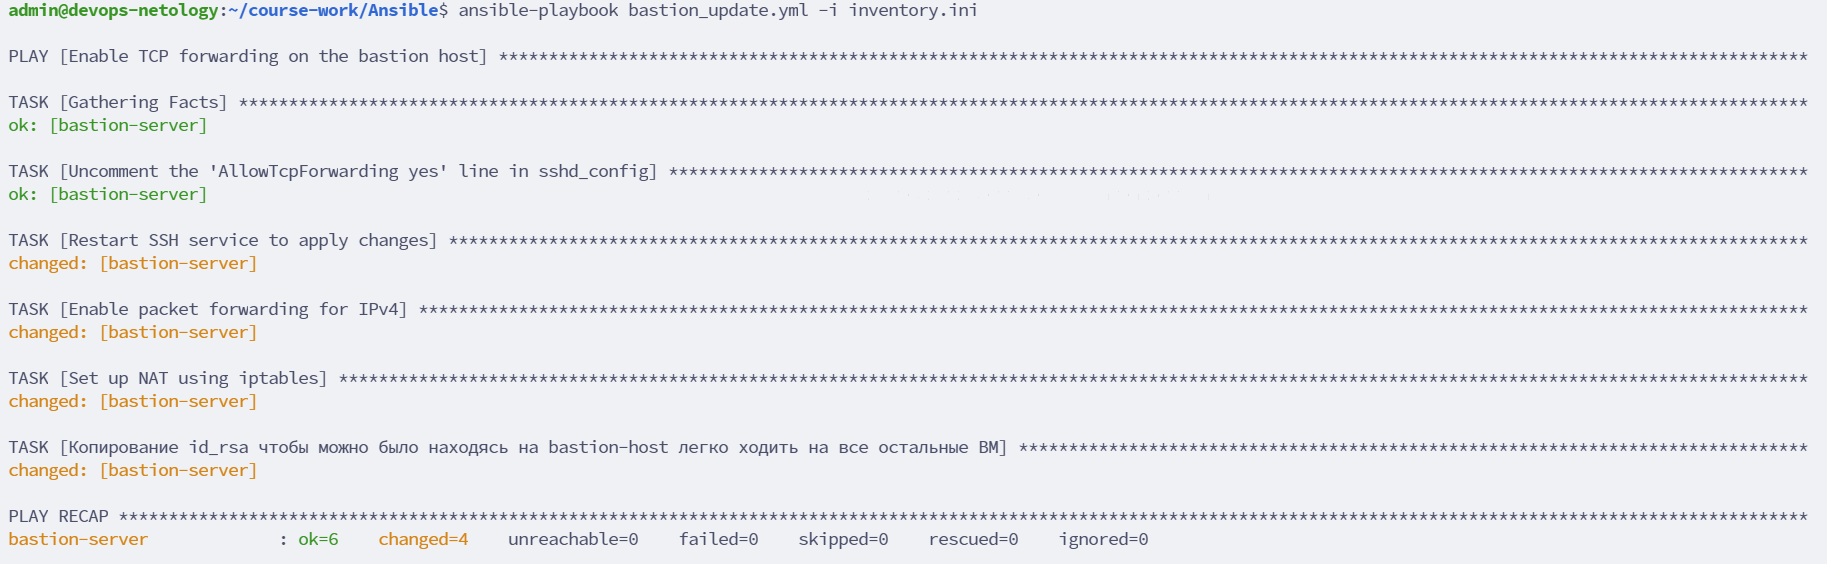 admin@devops-netology:~/course-work/Ansible$ ansible-playbook bastion_update.yml -i inventory.ini
PLAY [Enable TCP forwarding on the bastion host] ***********************************************************************************************************************************
TASK [Gathering Facts] *************************************************************************************************************************************************************
ok: [bastion-server]
TASK [Uncomment the 'AllowTcpForwarding yes' line in sshd_config] ******************************************************************************************************************
ok: [bastion-server]
TASK [Restart SSH service to apply changes] ****************************************************************************************************************************************
changed: [bastion-server]
TASK [Enable packet forwarding for IPv4] *******************************************************************************************************************************************
changed: [bastion-server]
TASK [Set up NAT using iptables] ***************************************************************************************************************************************************
changed: [bastion-server]
TASK [Копирование id_rsa чтобы можно было находясь на bastion-host легко ходить на все остальные ВМ] *******************************************************************************
changed: [bastion-server]
PLAY RECAP *************************************************************************************************************************************************************************
bastion-server             : ok=6    changed=4    unreachable=0    failed=0    skipped=0    rescued=0    ignored=0